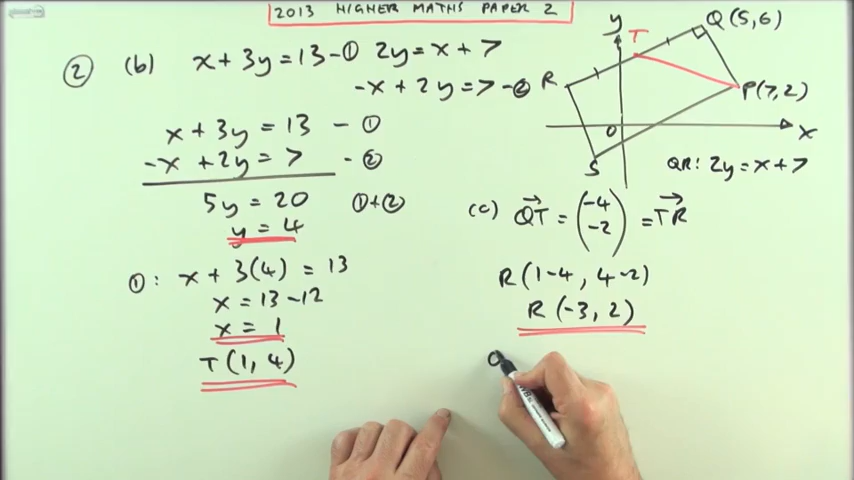 2013 HIGHER MATHS PAPER 2
② (b) x + 3y = 13 - ① 2y = x + 7
-x + 2y = 7 - ②
x + 3y = 13 - ①
-x + 2y = 7 - ②
5y = 20 ① + ②
y = 4
①: x + 3(4) = 13
x = 13 - 12
x = 1
T (1, 4)
y
T
Q (5, 6)
R
P(7, 2)
0
x
S
QR: 2y = x + 7
(c) →QT = (-4 -2) = →TR
R (1-4, 4-2)
R (-3, 2)